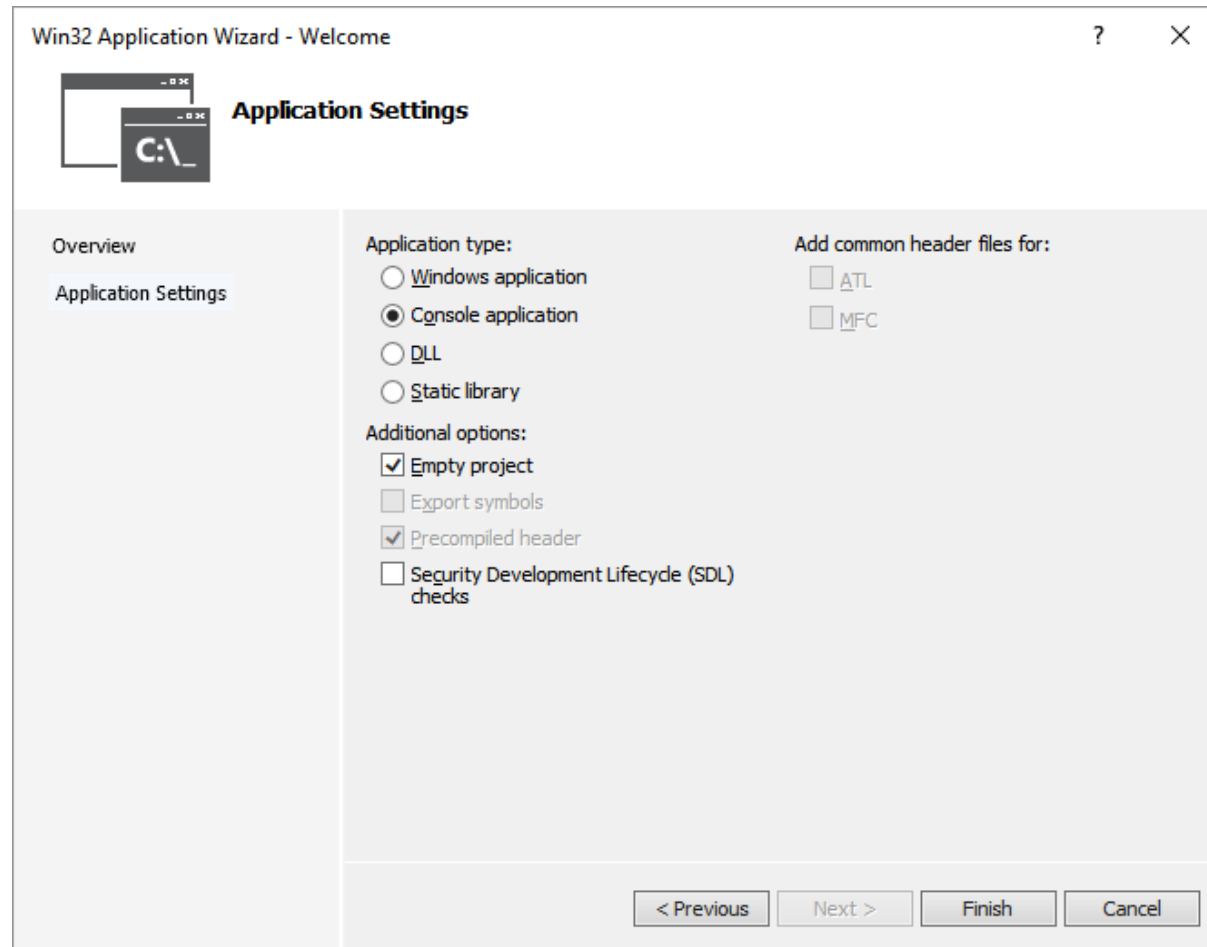 Win32 Application Wizard - Welcome
?
Application Settings
C:\_
Overview
Application Settings
Application type:
Windows application
Console application
DLL
Static library
Additional options:
Empty project
Export symbols
Precompiled header
Security Development Lifecycle (SDL)
checks
Add common header files for:
ATL
MFC
< Previous
Next >
Finish
Cancel